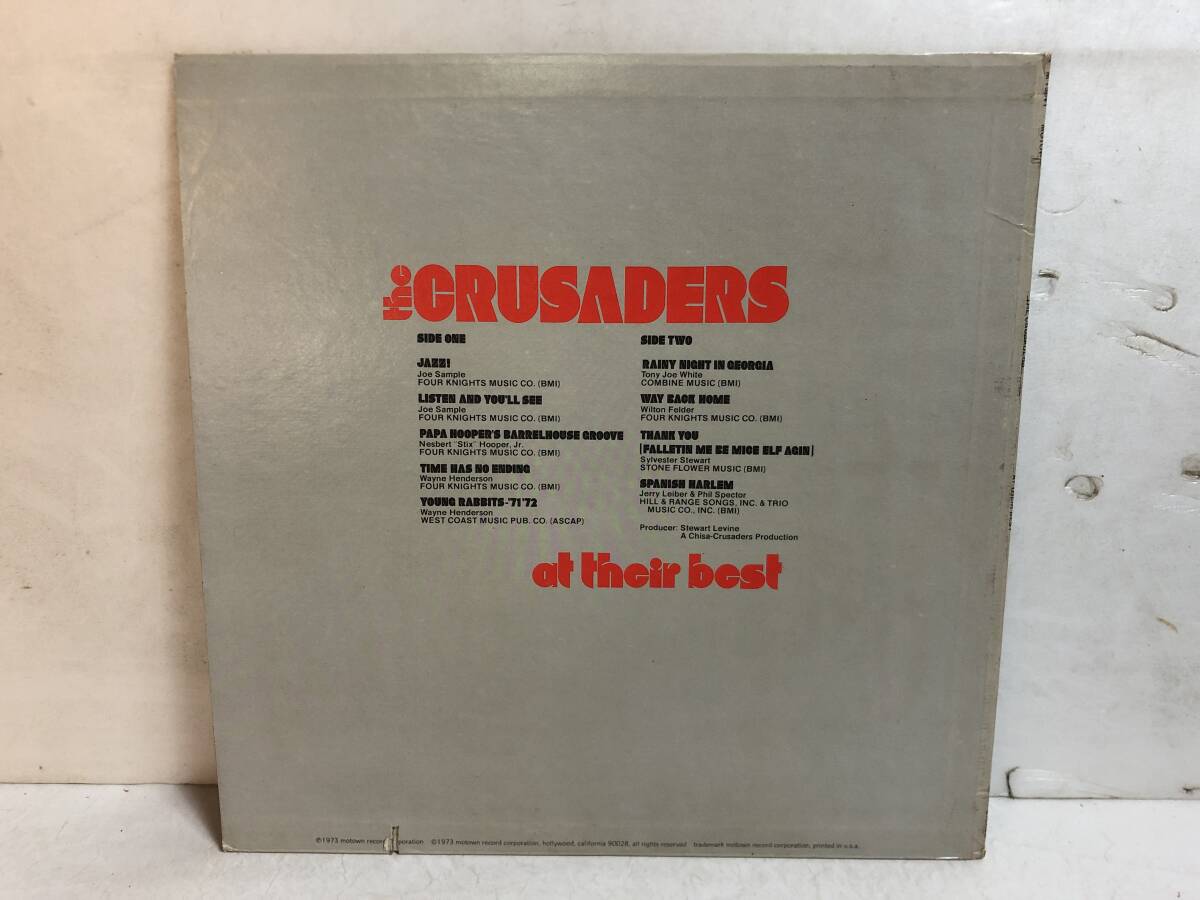 the CRUSADERS
SIDE ONE
JAZZ!
Joe Sample
FOUR KNIGHTS MUSIC CO. (BMI)
LISTEN AND YOU'LL SEE
Joe Sample
FOUR KNIGHTS MUSIC CO. (BMI)
PAPA HOOPER'S BARRELHOUSE GROOVE
Nesbert "Stix" Hooper, Jr.
FOUR KNIGHTS MUSIC CO. (BMI)
TIME HAS NO ENDING
Wayne Henderson
FOUR KNIGHTS MUSIC CO. (BMI)
YOUNG RABBITS-'71'72
Wayne Henderson
WEST COAST MUSIC PUB. CO. (ASCAP)
SIDE TWO
RAINY NIGHT IN GEORGIA
Tony Joe White
COMBINE MUSIC (BMI)
WAY BACK HOME
Wilton Felder
FOUR KNIGHTS MUSIC CO. (BMI)
THANK YOU
(FALLETIN ME BE MICE ELF AGIN)
Sylvester Stewart
STONE FLOWER MUSIC (BMI)
SPANISH HARLEM
Jerry Leiber & Phil Spector
HILL & RANGE SONGS, INC. & TRIO
MUSIC CO., INC. (BMI)
Producer: Stewart Levine
A Chisa-Crusaders Production
at their best
℗1973 motown record corporation ©1973 motown record corporation, hollywood, california 90028, all rights reserved trademark motown record corporation, printed in u.s.a.